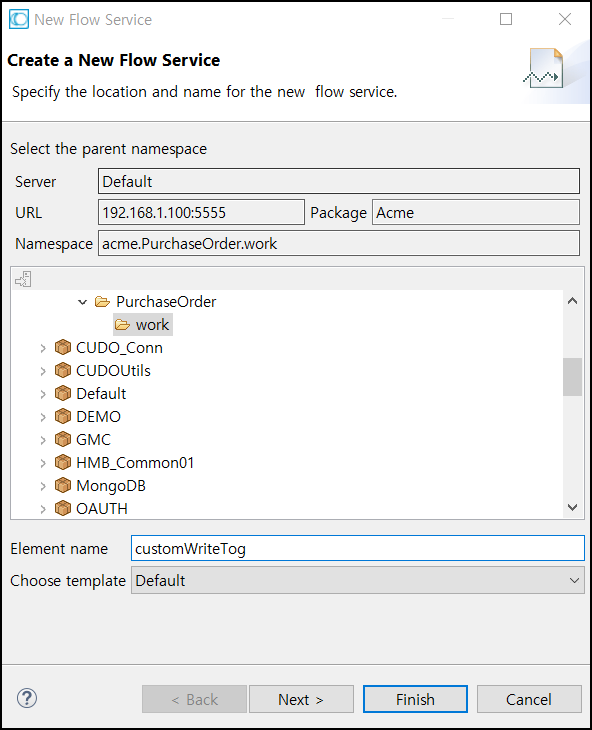 New Flow Service
Create a New Flow Service
Specify the location and name for the new flow service.
Select the parent namespace
Server Default
URL 192.168.1.100:5555 Package Acme
Namespace acme.PurchaseOrder.work
PurchaseOrder
work
CUDO_Conn
CUDOUtils
Default
DEMO
GMC
HMB_Common01
MongoDB
OAUTH
Element name customWriteTog
Choose template Default
? < Back Next > Finish Cancel